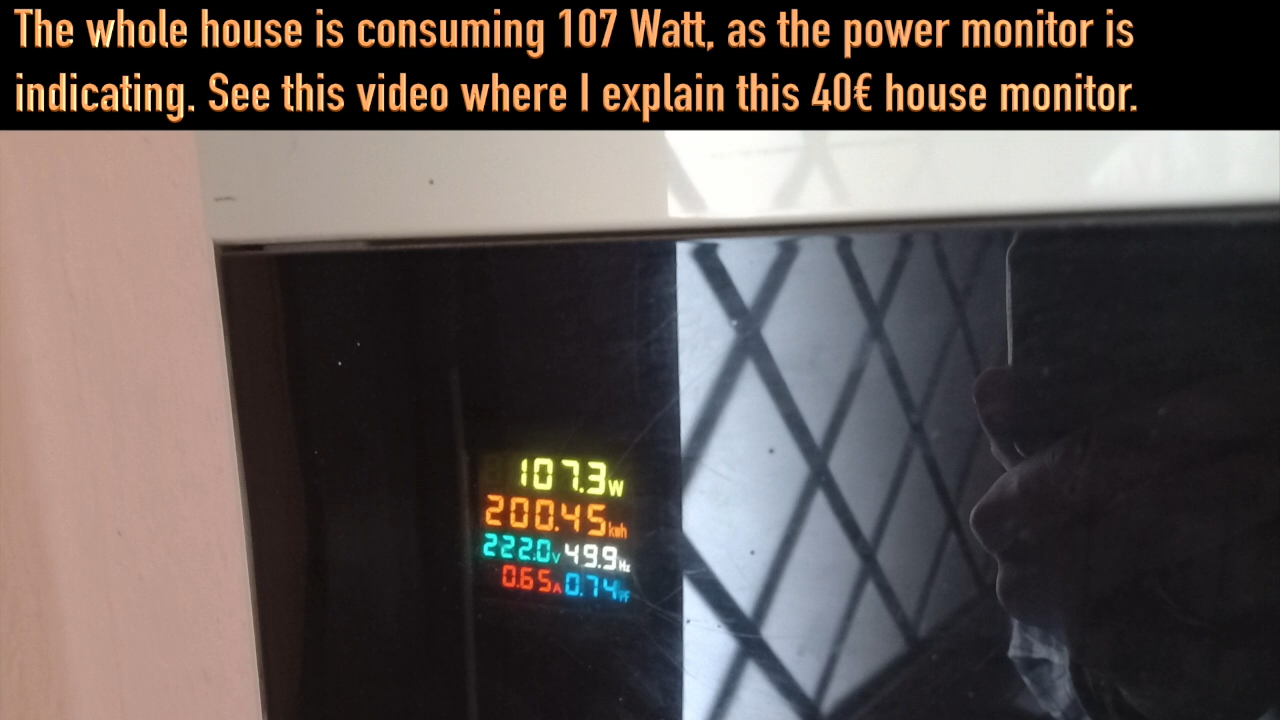 The whole house is consuming 107 Watt, as the power monitor is
indicating. See this video where I explain this 40€ house monitor.
107.3W
200.45kwh
222.0V 49.9Hz
0.65A 0.74PF